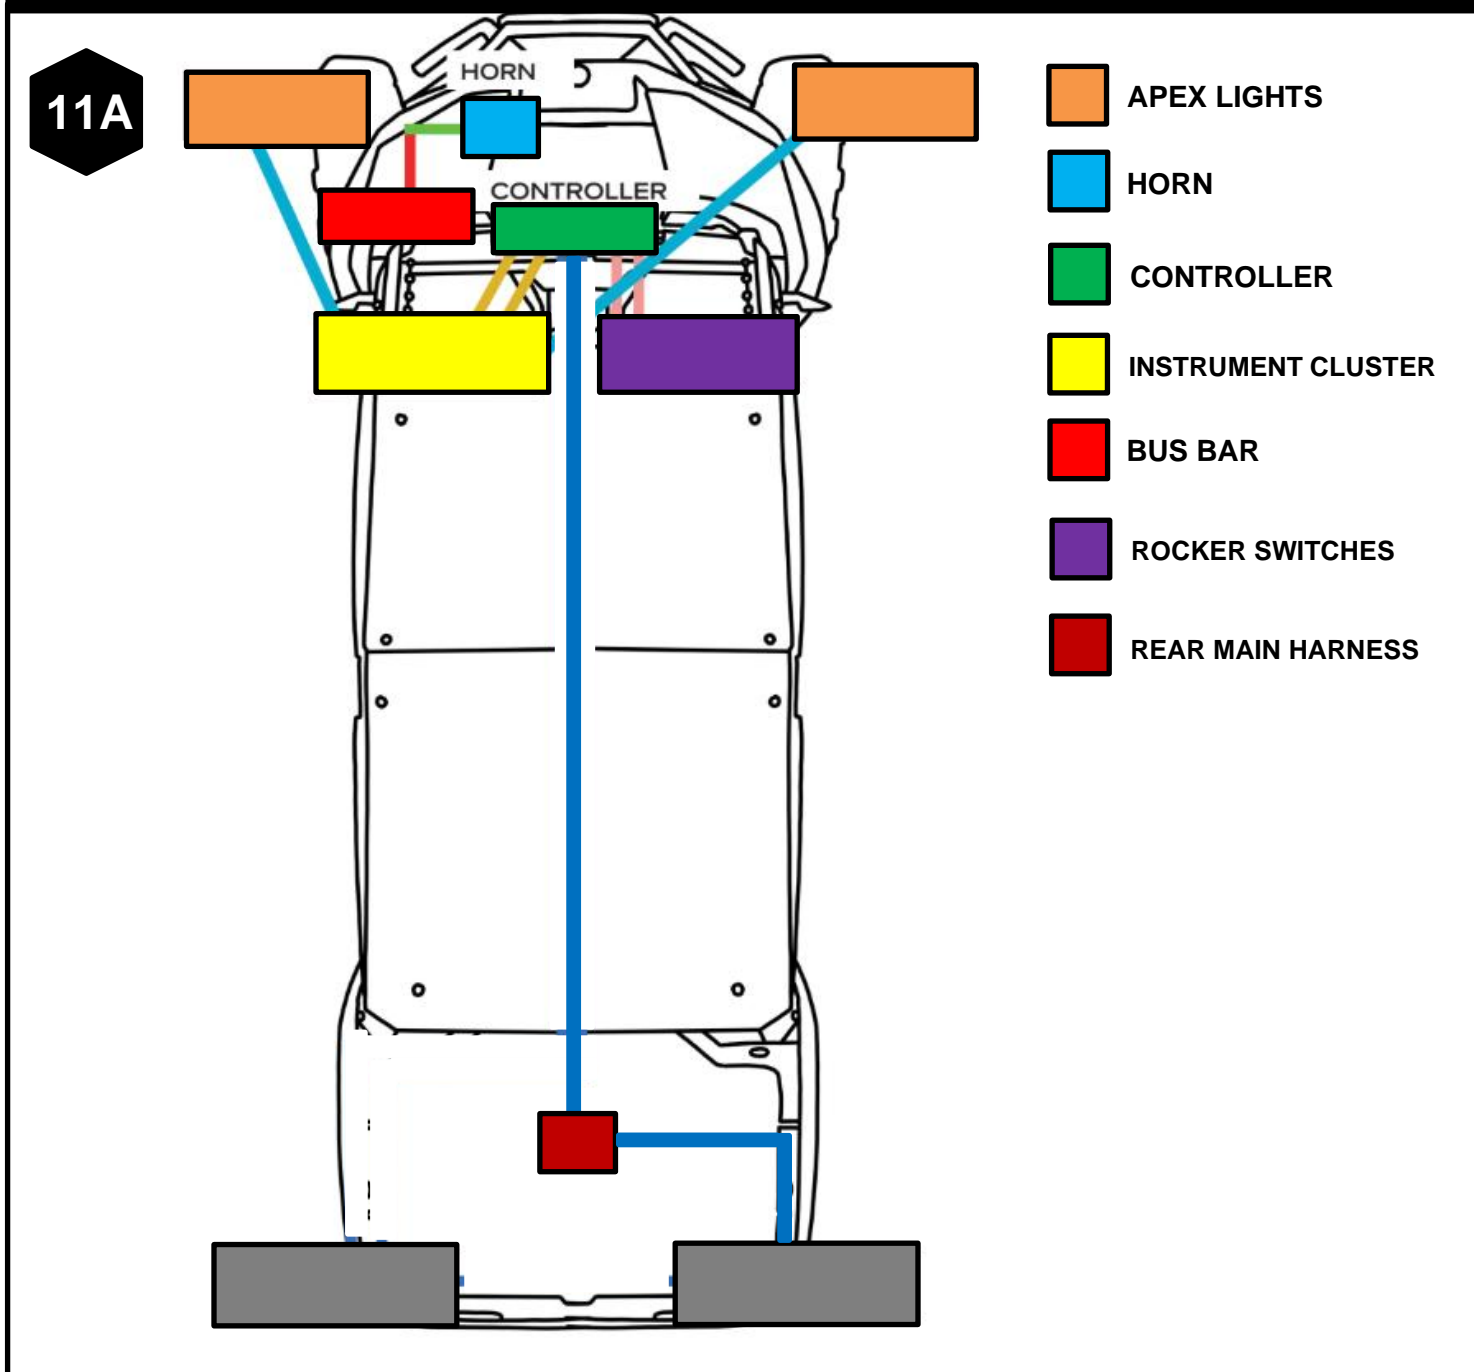 11A
HORN
CONTROLLER
APEX LIGHTS
HORN
CONTROLLER
INSTRUMENT CLUSTER
BUS BAR
ROCKER SWITCHES
REAR MAIN HARNESS